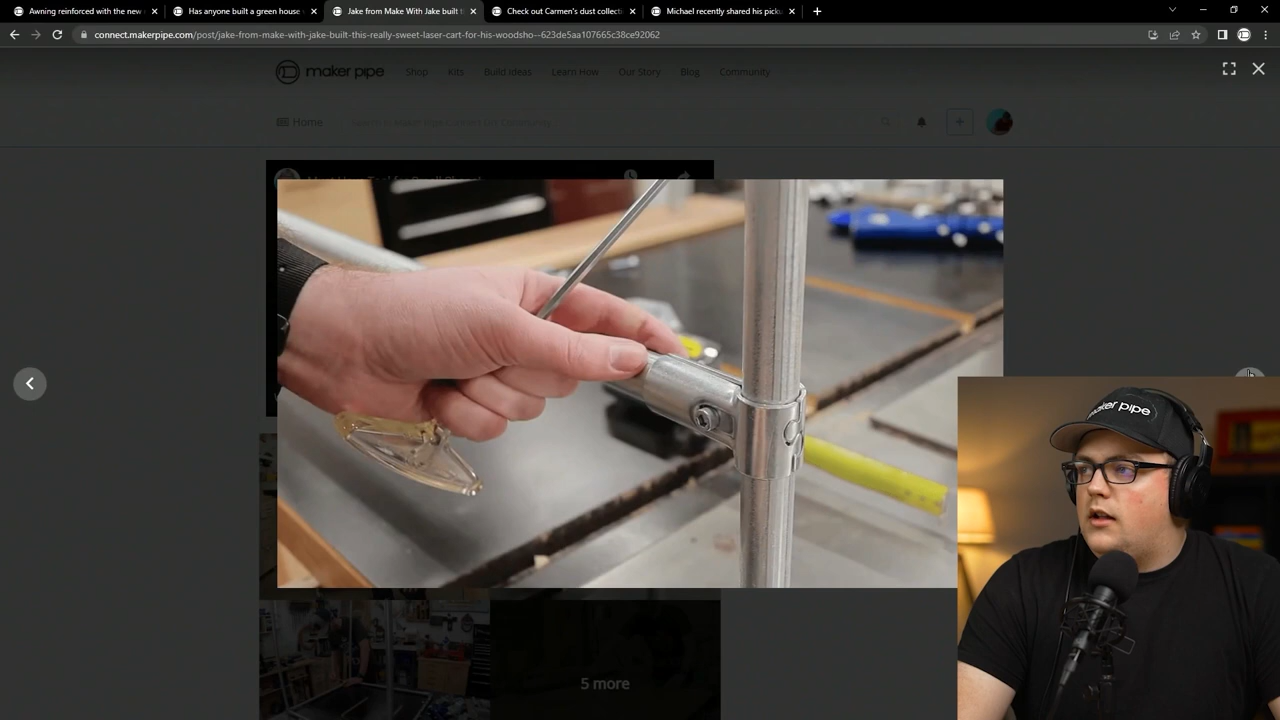 Awning reinforced with the new
Has anyone built a green house
Jake from Make With Jake built t
Check out Carmen's dust collecti
Michael recently shared his picku
connect.makerpipe.com/post/jake-from-make-with-jake-built-this-really-sweet-laser-cart-for-his-woodsho--623de5aa107665c38ce92062
maker pipe
Shop
Kits
Build Ideas
Learn How
Our Story
Blog
Community
Home
maker pipe
5 more